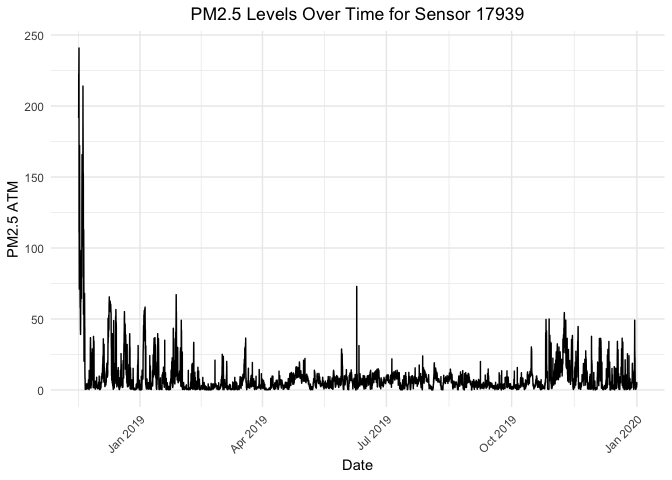 PM2.5 Levels Over Time for Sensor 17939
PM2.5 ATM
250
200
150
100
50
0
Jan 2019
Apr 2019
Jul 2019
Oct 2019
Jan 2020
Date